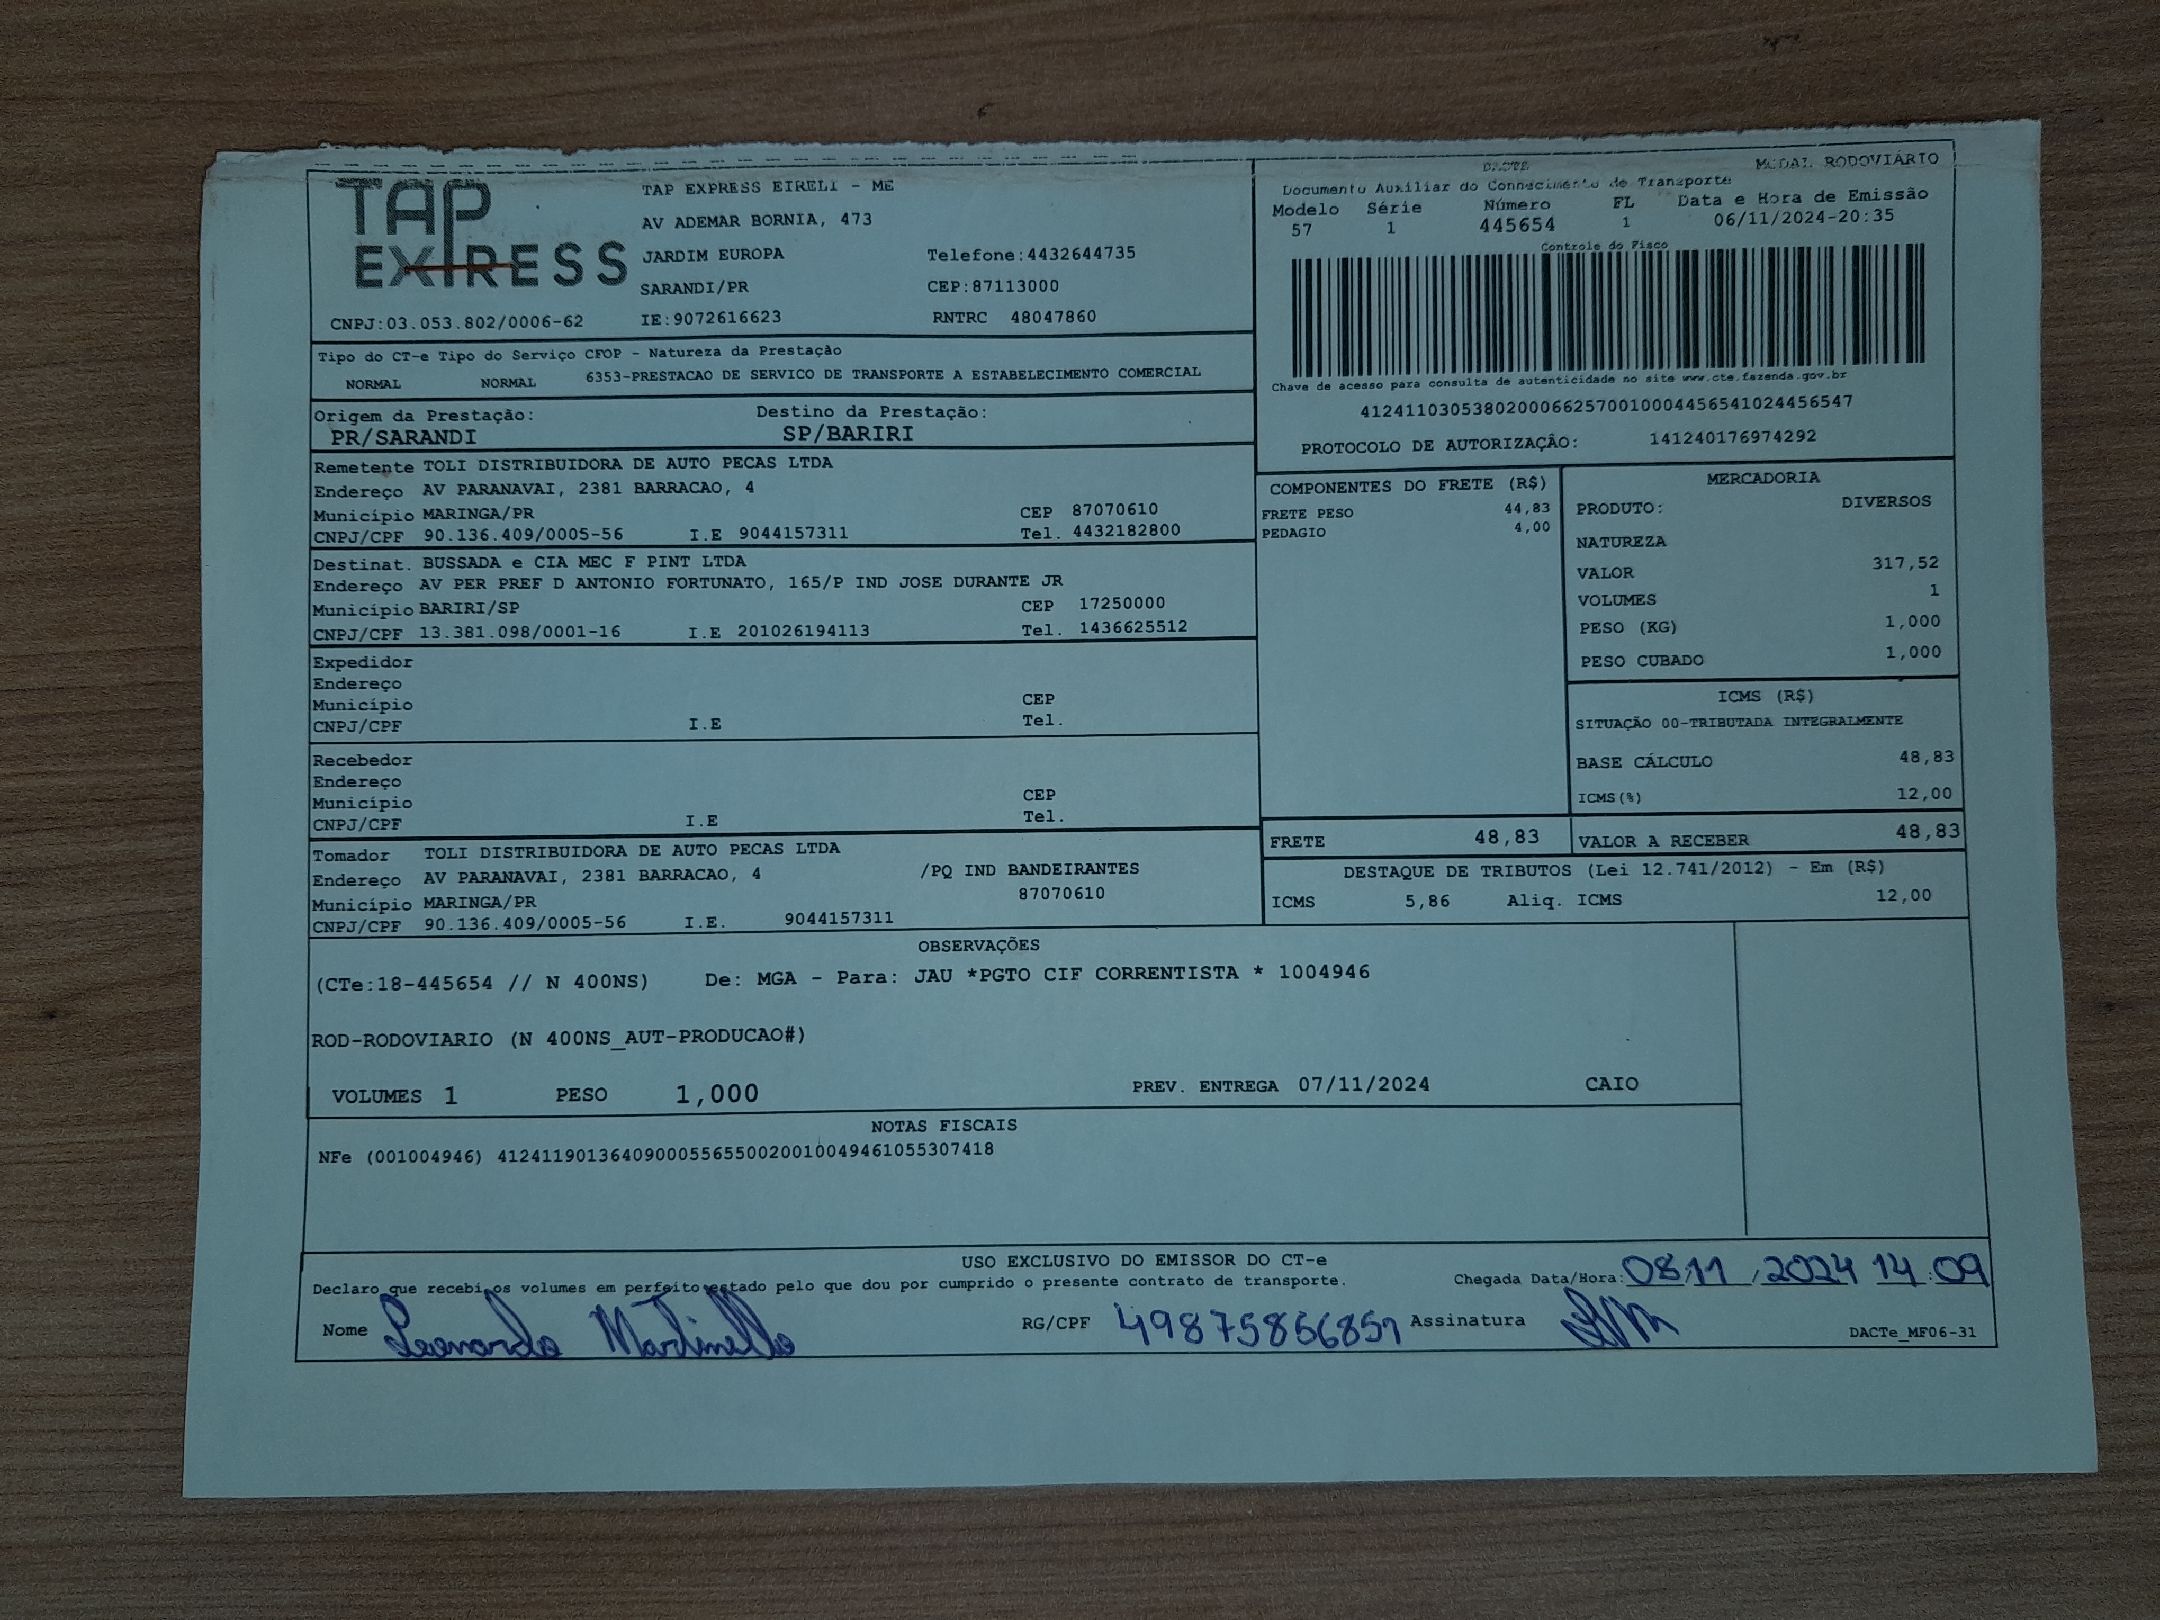 TAP EXPRESS
TAP EXPRESS EIRELI - ME
AV ADEMAR BORNIA, 473
JARDIM EUROPA Telefone:4432644735
SARANDI/PR CEP:87113000
CNPJ:03.053.802/0006-62 IE:9072616623 RNTRC 48047860
MODAL RODOVIÁRIO
Documento Auxiliar do Conhecimento de Transporte
Modelo Série Número FL Data e Hora de Emissão
57 1 445654 1 06/11/2024-20:35
Controle do Fisco
Chave de acesso para consulta de autenticidade no site www.cte.fazenda.gov.br
41241103053802000662570010004456541024456547
PROTOCOLO DE AUTORIZAÇÃO: 141240176974292
Tipo do CT-e Tipo do Serviço CFOP - Natureza da Prestação
NORMAL NORMAL 6353-PRESTACAO DE SERVICO DE TRANSPORTE A ESTABELECIMENTO COMERCIAL
Origem da Prestação: Destino da Prestação:
PR/SARANDI SP/BARIRI
Remetente TOLI DISTRIBUIDORA DE AUTO PECAS LTDA
Endereço AV PARANAVAI, 2381 BARRACAO, 4
Município MARINGA/PR CEP 87070610
CNPJ/CPF 90.136.409/0005-56 I.E 9044157311 Tel. 4432182800
Destinat. BUSSADA e CIA MEC F PINT LTDA
Endereço AV PER PREF D ANTONIO FORTUNATO, 165/P IND JOSE DURANTE JR
Município BARIRI/SP CEP 17250000
CNPJ/CPF 13.381.098/0001-16 I.E 201026194113 Tel. 1436625512
Expedidor
Endereço
Município CEP
CNPJ/CPF I.E Tel.
Recebedor
Endereço
Município CEP
CNPJ/CPF I.E Tel.
Tomador TOLI DISTRIBUIDORA DE AUTO PECAS LTDA
Endereço AV PARANAVAI, 2381 BARRACAO, 4 /PQ IND BANDEIRANTES
Município MARINGA/PR 87070610
CNPJ/CPF 90.136.409/0005-56 I.E. 9044157311
COMPONENTES DO FRETE (R$)
FRETE PESO 44,83
PEDAGIO 4,00
MERCADORIA
PRODUTO: DIVERSOS
NATUREZA
VALOR 317,52
VOLUMES 1
PESO (KG) 1,000
PESO CUBADO 1,000
ICMS (R$)
SITUAÇÃO 00-TRIBUTADA INTEGRALMENTE
BASE CÁLCULO 48,83
ICMS(%) 12,00
FRETE 48,83 VALOR A RECEBER 48,83
DESTAQUE DE TRIBUTOS (Lei 12.741/2012) - Em (R$)
ICMS 5,86 Aliq. ICMS 12,00
OBSERVAÇÕES
(CTe:18-445654 // N 400NS) De: MGA - Para: JAU *PGTO CIF CORRENTISTA * 1004946
ROD-RODOVIARIO (N 400NS_AUT-PRODUCAO#)
VOLUMES 1 PESO 1,000 PREV. ENTREGA 07/11/2024 CAIO
NOTAS FISCAIS
NFe (001004946) 41241190136409000556550020010049461055307418
USO EXCLUSIVO DO EMISSOR DO CT-e
Declaro que recebi os volumes em perfeito estado pelo que dou por cumprido o presente contrato de transporte. Chegada Data/Hora: 08/11/2024 14:09
Nome Leonardo Martinello RG/CPF 49875856857 Assinatura
DACTe_MF06-31